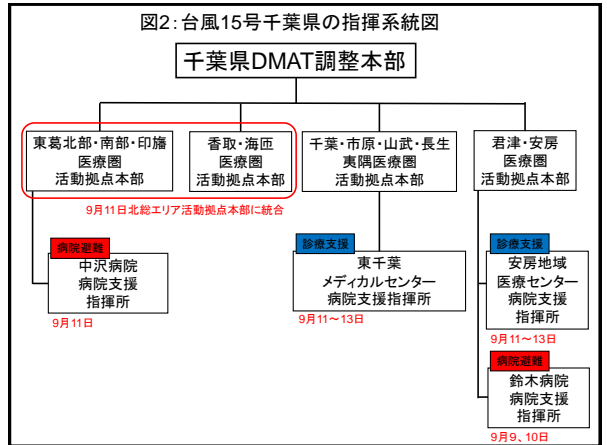 図2:台風15号千葉県の指揮系統図
千葉県DMAT調整本部
東葛北部・南部・印旛
医療圏
活動拠点本部
香取・海匝
医療圏
活動拠点本部
9月11日北総エリア活動拠点本部に統合
千葉・市原・山武・長生
夷隅医療圏
活動拠点本部
君津・安房
医療圏
活動拠点本部
病院避難
中沢病院
病院支援
指揮所
9月11日
診療支援
東千葉
メディカルセンター
病院支援指揮所
9月11～13日
診療支援
安房地域
医療センター
病院支援
指揮所
9月11～13日
病院避難
鈴木病院
病院支援
指揮所
9月9、10日